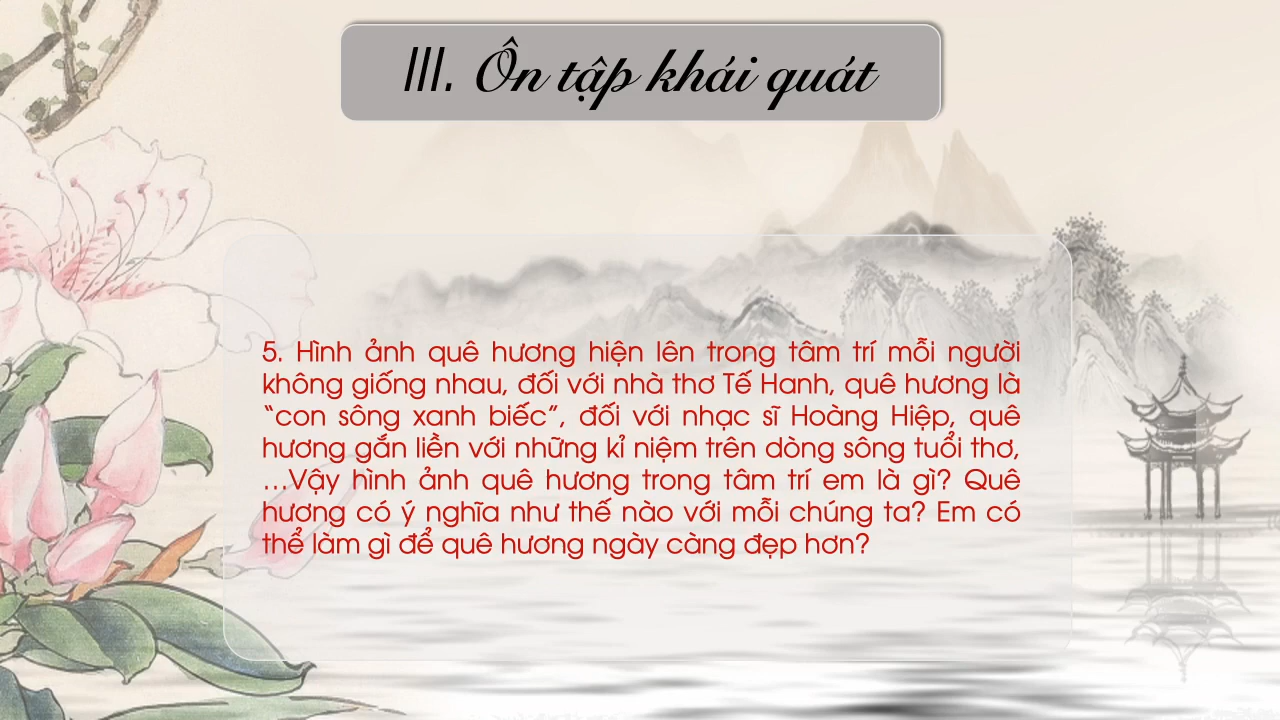 III. Ôn tập khái quát
5. Hình ảnh quê hương hiện lên trong tâm trí mỗi người
không giống nhau, đối với nhà thơ Tế Hanh, quê hương là
“con sông xanh biếc”, đối với nhạc sĩ Hoàng Hiệp, quê
hương gắn liền với những kỉ niệm trên dòng sông tuổi thơ,
…Vậy hình ảnh quê hương trong tâm trí em là gì? Quê
hương có ý nghĩa như thế nào với mỗi chúng ta? Em có
thể làm gì để quê hương ngày càng đẹp hơn?